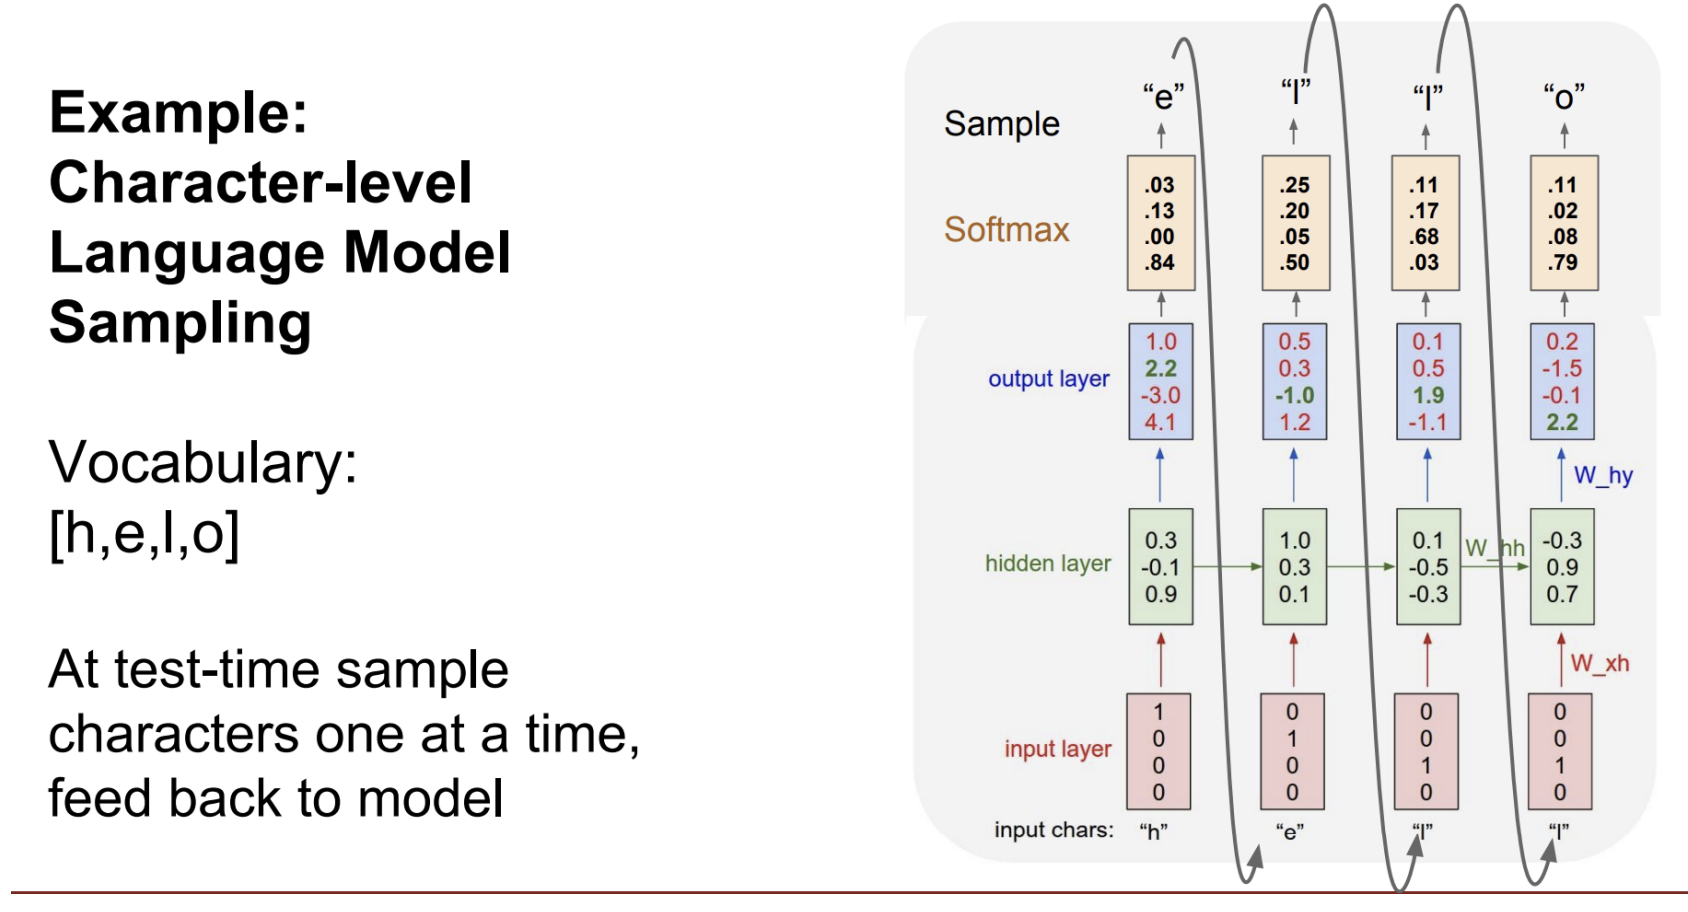 Example:
Character-level
Language Model
Sampling
Vocabulary:
[h,e,l,o]
At test-time sample
characters one at a time,
feed back to model
Sample “e” “l” “l” “o”
Softmax
.03 .25 .11 .11
.13 .20 .17 .02
.00 .05 .68 .08
.84 .50 .03 .79
output layer
1.0 0.5 0.1 0.2
2.2 0.3 0.5 -1.5
-3.0 -1.0 1.9 -0.1
4.1 1.2 -1.1 2.2
W_hy
hidden layer
0.3 1.0 0.1 W_hh -0.3
-0.1 0.3 -0.5 0.9
0.9 0.1 -0.3 0.7
W_xh
input layer
1 0 0 0
0 1 0 0
0 0 1 1
0 0 0 0
input chars: “h” “e” “l” “l”